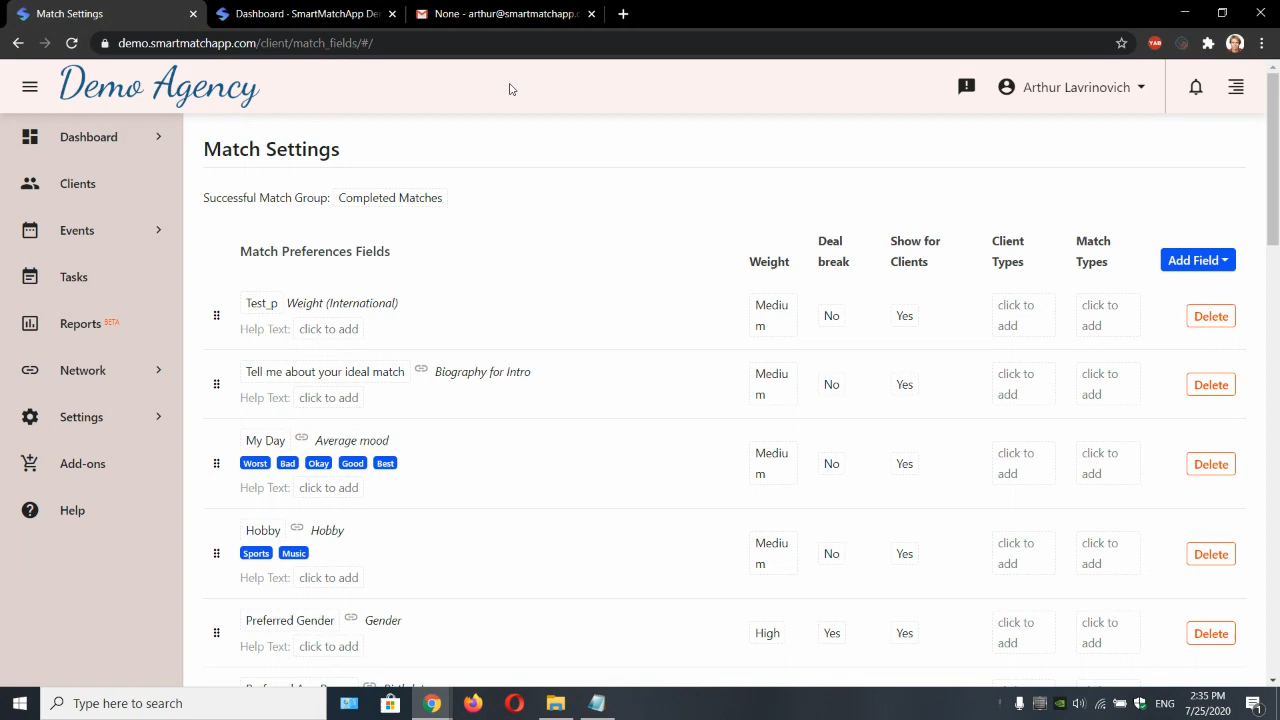 Match Settings
Dashboard - SmartMatchApp De
None - arthur@smartmatchapp.c
demo.smartmatchapp.com/client/match_fields/#/
YAB
Demo Agency
Arthur Lavrinovich
Dashboard
Clients
Events
Tasks
Reports BETA
Network
Settings
Add-ons
Help
Match Settings
Successful Match Group: Completed Matches
Match Preferences Fields
Weight
Deal
break
Show for
Clients
Client
Types
Match
Types
Add Field
Test_p Weight (International)
Help Text: click to add
Mediu
m
No
Yes
click to
add
click to
add
Delete
Tell me about your ideal match Biography for Intro
Help Text: click to add
Mediu
m
No
Yes
click to
add
click to
add
Delete
My Day Average mood
Worst Bad Okay Good Best
Help Text: click to add
Mediu
m
No
Yes
click to
add
click to
add
Delete
Hobby Hobby
Sports Music
Help Text: click to add
Mediu
m
No
Yes
click to
add
click to
add
Delete
Preferred Gender Gender
Help Text: click to add
High
Yes
Yes
click to
add
click to
add
Delete
Type here to search
ENG
2:35 PM
7/25/2020
1